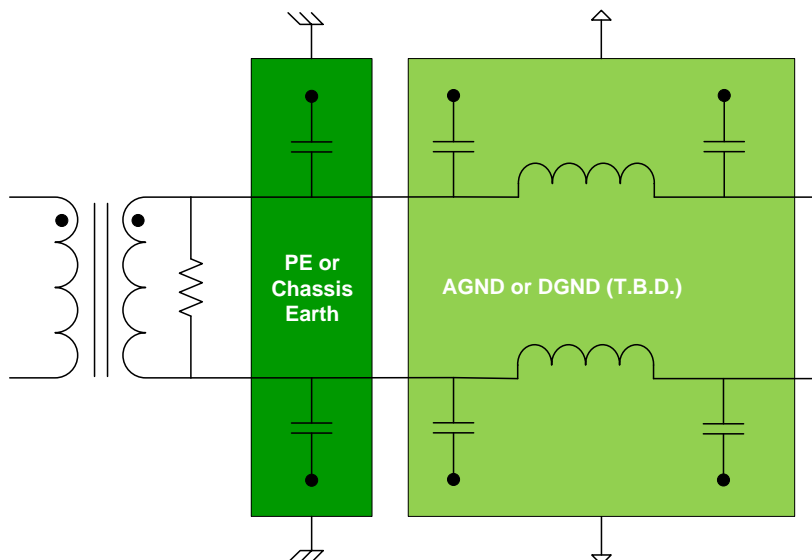 PE or
Chassis
Earth
AGND or DGND (T.B.D.)